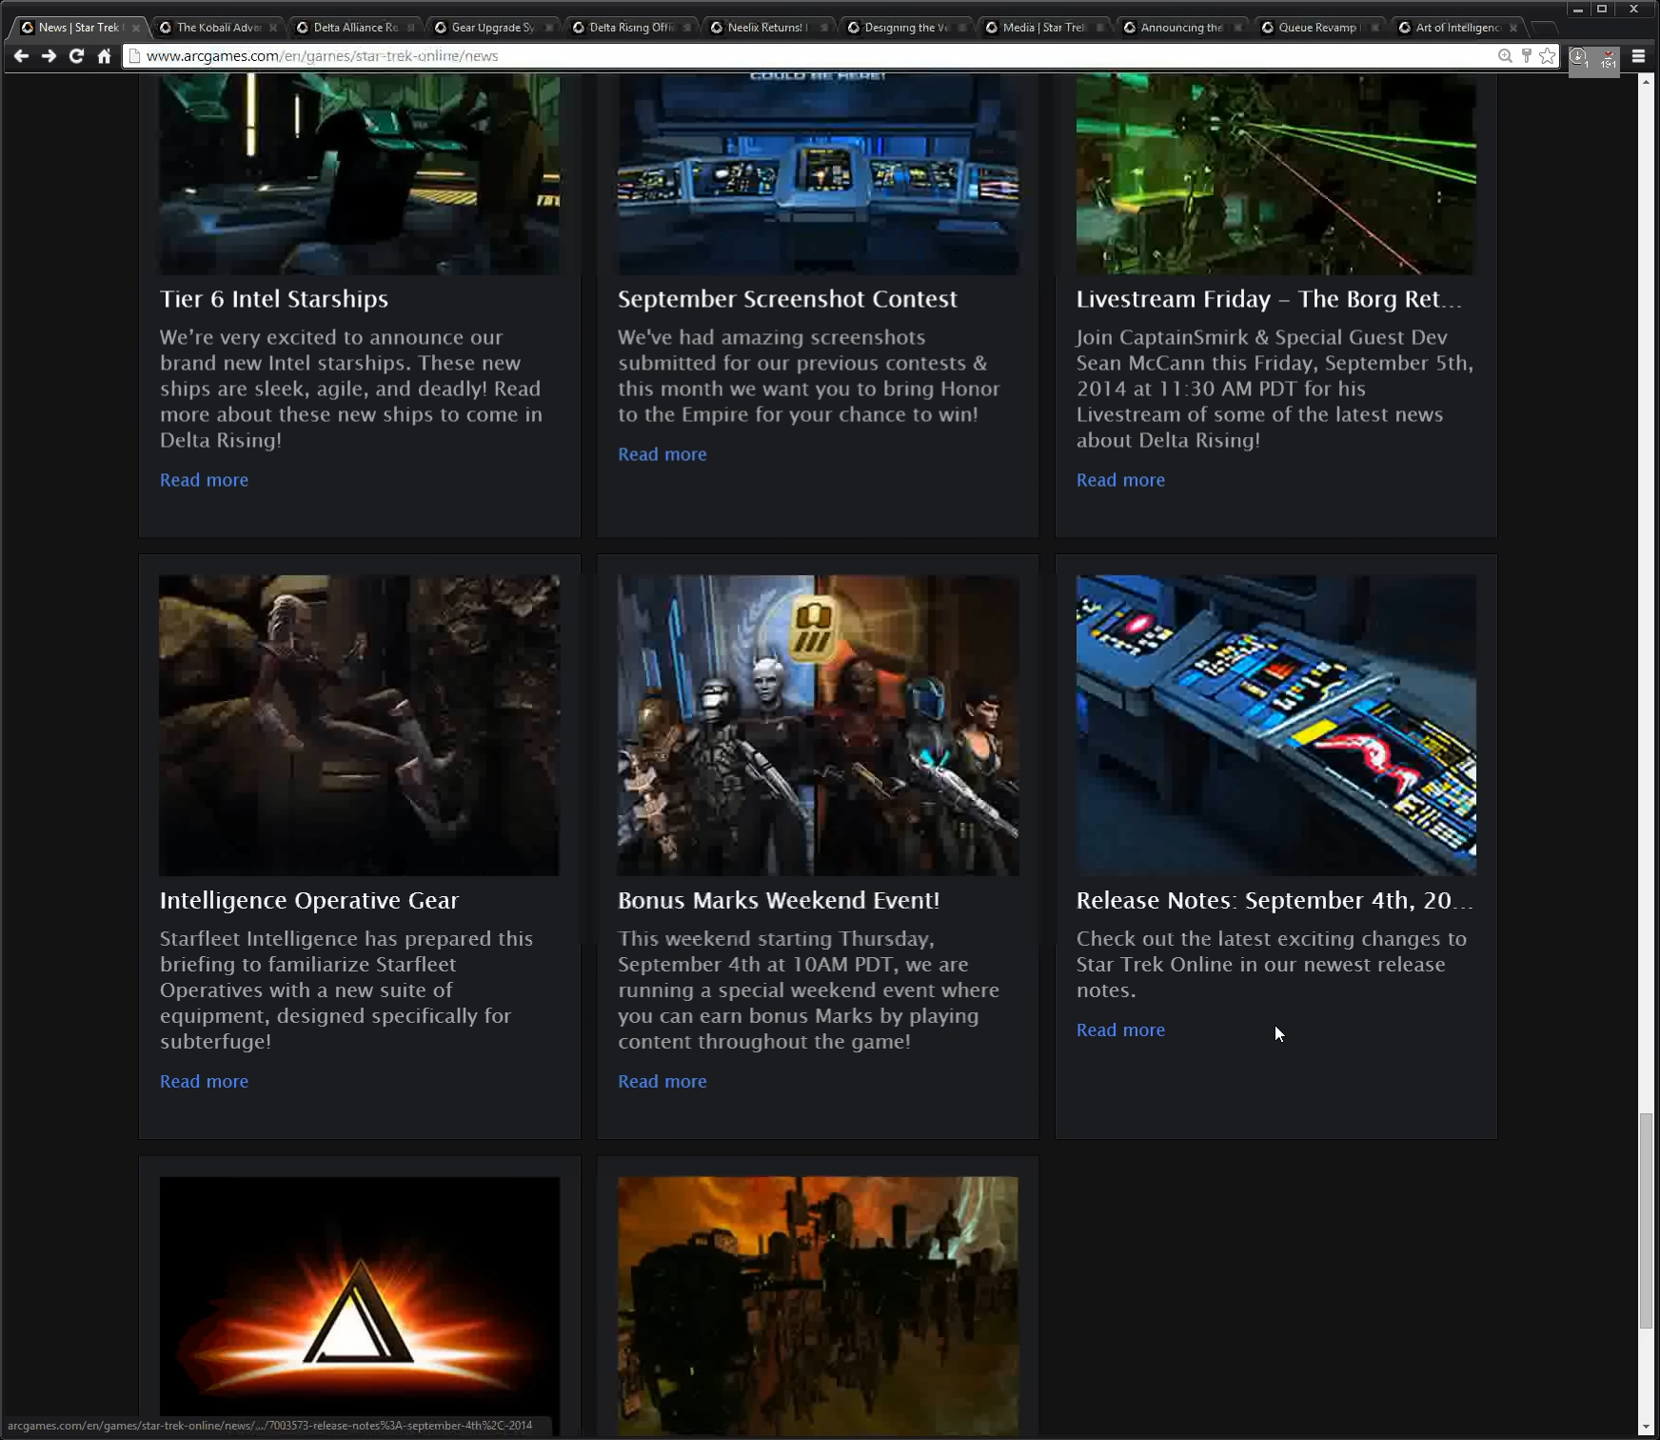 News | Star Trek
The Kobali Adve
Delta Alliance Re
Gear Upgrade Sy
Delta Rising Offi
Neelix Returns! |
Designing the Ve
Media | Star Trek
Announcing the
Queue Revamp
Art of Intelligenc
www.arcgames.com/en/games/star-trek-online/news
COULD BE HERE!
Tier 6 Intel Starships
We're very excited to announce our
brand new Intel starships. These new
ships are sleek, agile, and deadly! Read
more about these new ships to come in
Delta Rising!
Read more
September Screenshot Contest
We've had amazing screenshots
submitted for our previous contests &
this month we want you to bring Honor
to the Empire for your chance to win!
Read more
Livestream Friday – The Borg Ret...
Join CaptainSmirk & Special Guest Dev
Sean McCann this Friday, September 5th,
2014 at 11:30 AM PDT for his
Livestream of some of the latest news
about Delta Rising!
Read more
Intelligence Operative Gear
Starfleet Intelligence has prepared this
briefing to familiarize Starfleet
Operatives with a new suite of
equipment, designed specifically for
subterfuge!
Read more
Bonus Marks Weekend Event!
This weekend starting Thursday,
September 4th at 10AM PDT, we are
running a special weekend event where
you can earn bonus Marks by playing
content throughout the game!
Read more
Release Notes: September 4th, 20...
Check out the latest exciting changes to
Star Trek Online in our newest release
notes.
Read more
arcgames.com/en/games/star-trek-online/news/.../7003573-release-notes%3A-september-4th%2C-2014